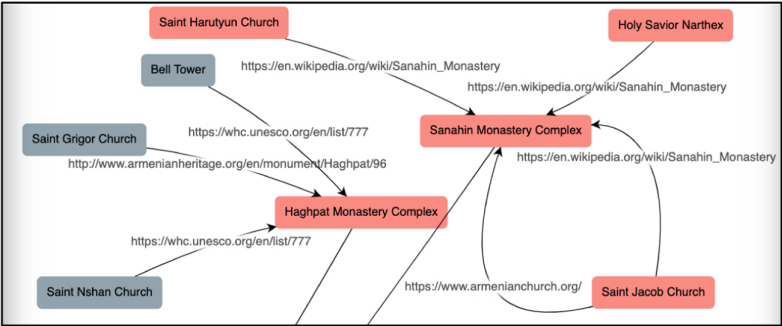 Saint Harutyun Church
Holy Savior Narthex
https://en.wikipedia.org/wiki/Sanahin_Monastery
Bell Tower
https://en.wikipedia.org/wiki/Sanahin_Monastery
https://whc.unesco.org/en/list/777
Sanahin Monastery Complex
Saint Grigor Church
https://en.wikipedia.org/wiki/Sanahin_Monastery
http://www.armenianheritage.org/en/monument/Haghpat/96
Haghpat Monastery Complex
https://whc.unesco.org/en/list/777
https://www.armenianchurch.org/
Saint Nshan Church
Saint Jacob Church